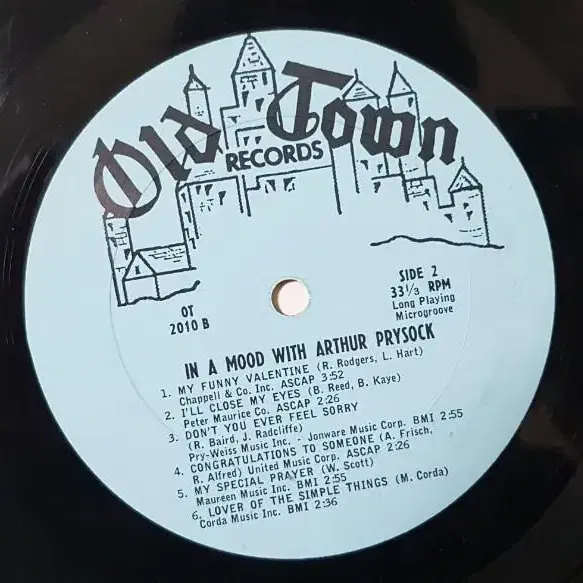 Old Town
RECORDS
OT
2010 B
SIDE 2
33⅓ RPM
Long Playing
Microgroove
IN A MOOD WITH ARTHUR PRYSOCK
1. MY FUNNY VALENTINE (R. Rodgers, L. Hart)
Chappell & Co. Inc. ASCAP 3:52
2. I'LL CLOSE MY EYES (B. Reed, B. Kaye)
Peter Maurice Co. ASCAP 2:26
3. DON'T YOU EVER FEEL SORRY
(R. Baird, J. Radcliffe)
Pry-Weiss Music Inc. - Jonware Music Corp. BMI 2:55
4. CONGRATULATIONS TO SOMEONE (A. Frisch,
R. Alfred) United Music Corp. ASCAP 2:26
5. MY SPECIAL PRAYER (W. Scott)
Maureen Music Inc. BMI 2:55
6. LOVER OF THE SIMPLE THINGS (M. Corda)
Corda Music Inc. BMI 2:36